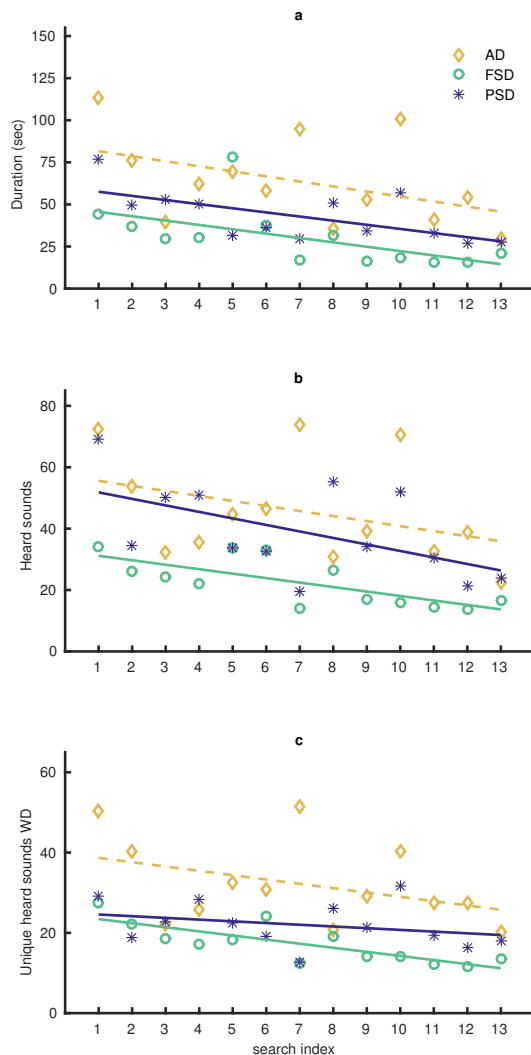 a
150
125
100
75
50
25
0
Duration (sec)
AD
FSD
PSD
1 2 3 4 5 6 7 8 9 10 11 12 13
b
80
60
40
20
0
Heard sounds
1 2 3 4 5 6 7 8 9 10 11 12 13
c
60
40
20
0
Unique heard sounds WD
1 2 3 4 5 6 7 8 9 10 11 12 13
search index